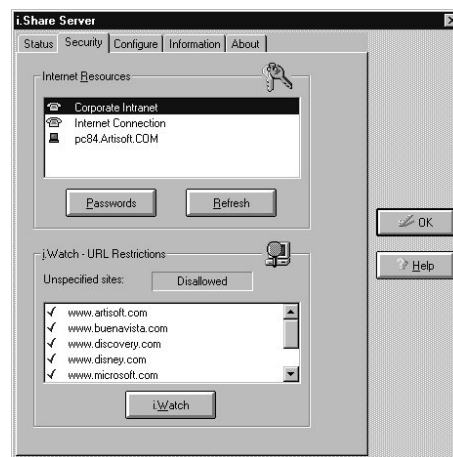 i.Share Server
Status Security Configure Information About
Internet Resources
Corporate Intranet
Internet Connection
pc84.Artisoft.COM
Passwords Refresh
OK
Help
i.Watch - URL Restrictions
Unspecified sites: Disallowed
www.artisoft.com
www.buenavista.com
www.discovery.com
www.disney.com
www.microsoft.com
i.Watch